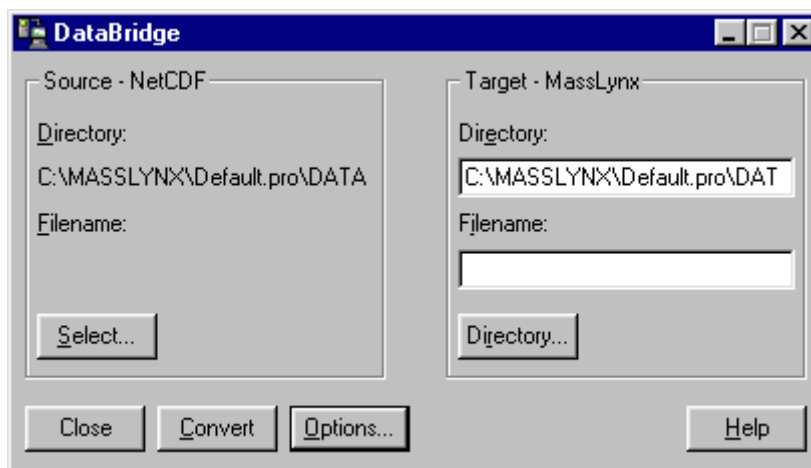 DataBridge
Source - NetCDF
Directory:
C:\MASSLYNX\Default.pro\DATA
Filename:
Select...
Target - MassLynx
Directory:
C:\MASSLYNX\Default.pro\DAT
Filename:
Directory...
Close
Convert
Options...
Help